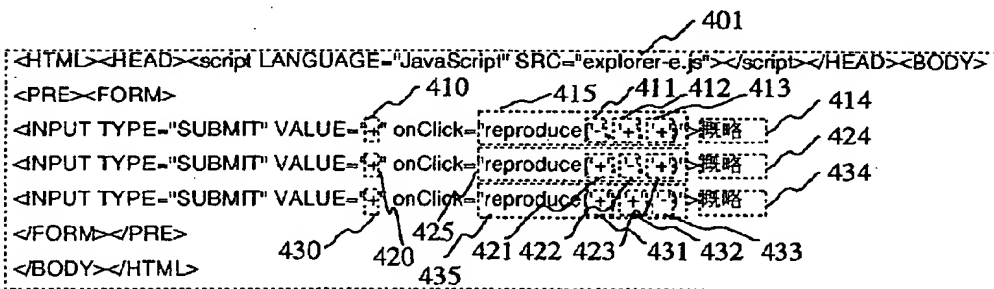 401
<HTML><HEAD><script LANGUAGE="JavaScript" SRC="explorer-e.js"></script></HEAD><BODY>
410 415 411 412 413
<PRE><FORM>
414
<INPUT TYPE="SUBMIT" VALUE="+" onClick="reproduce('-','+','+')">概略
424
<INPUT TYPE="SUBMIT" VALUE="+" onClick="reproduce('+','-','+')">概略
434
<INPUT TYPE="SUBMIT" VALUE="+" onClick="reproduce('+','+','-')">概略
</FORM></PRE>
430 420 425 435 421 422 423 431 432 433
</BODY></HTML>